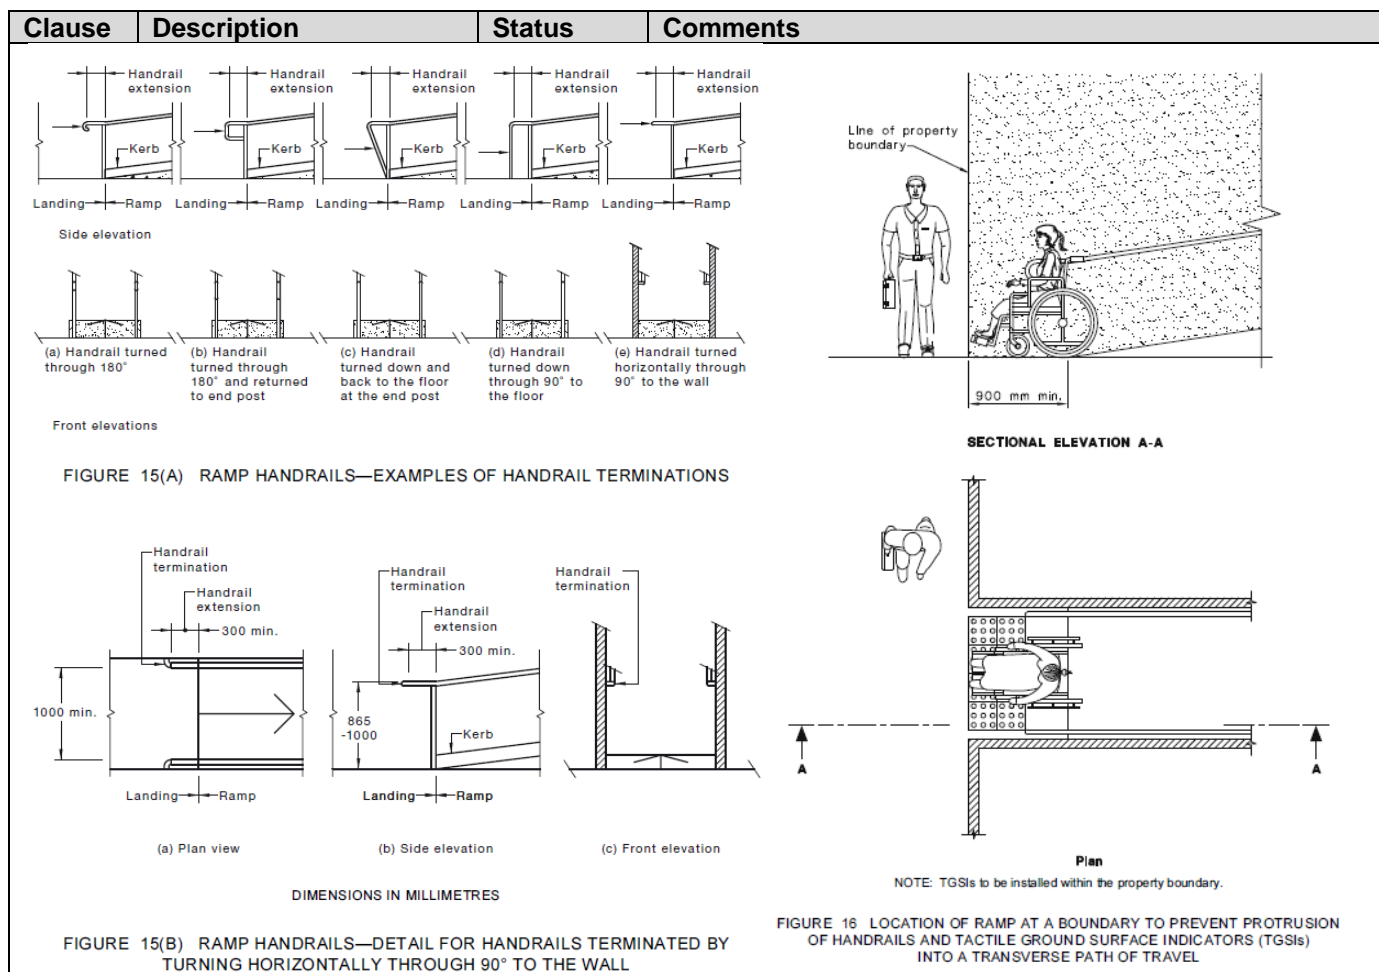 Clause Description Status Comments
Handrail extension
Handrail extension
Handrail extension
Handrail extension
Handrail extension
Kerb
Kerb
Kerb
Kerb
Kerb
Landing Ramp
Landing Ramp
Landing Ramp
Landing Ramp
Landing Ramp
Side elevation
(a) Handrail turned
through 180°
(b) Handrail
turned through
180° and returned
to end post
(c) Handrail
turned down and
back to the floor
at the end post
(d) Handrail
turned down
through 90° to
the floor
(e) Handrail turned
horizontally through
90° to the wall
Front elevations
FIGURE 15(A) RAMP HANDRAILS—EXAMPLES OF HANDRAIL TERMINATIONS
Handrail
termination
Handrail
extension
300 min.
1000 min.
Landing Ramp
(a) Plan view
Handrail
termination
Handrail
extension
300 min.
865
-1000
Kerb
Landing Ramp
(b) Side elevation
Handrail
termination
(c) Front elevation
DIMENSIONS IN MILLIMETRES
FIGURE 15(B) RAMP HANDRAILS—DETAIL FOR HANDRAILS TERMINATED BY
TURNING HORIZONTALLY THROUGH 90° TO THE WALL
Line of property
boundary
900 mm min.
SECTIONAL ELEVATION A-A
A
A
Plan
NOTE: TGSIs to be installed within the property boundary.
FIGURE 16 LOCATION OF RAMP AT A BOUNDARY TO PREVENT PROTRUSION
OF HANDRAILS AND TACTILE GROUND SURFACE INDICATORS (TGSIs)
INTO A TRANSVERSE PATH OF TRAVEL